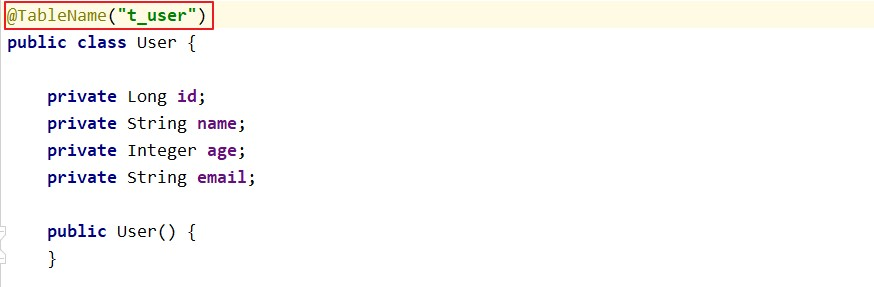 @TableName("t_user")
public class User {
private Long id;
private String name;
private Integer age;
private String email;
public User() {
}